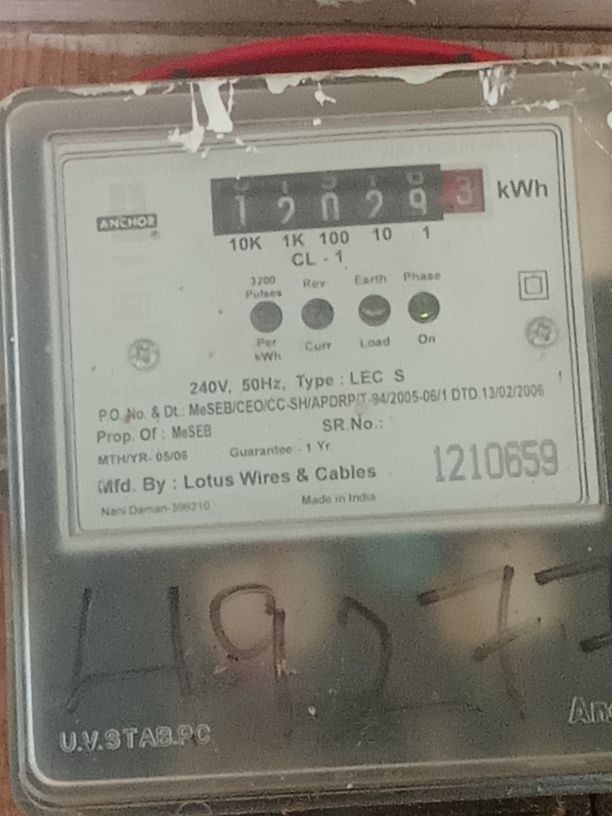 ANCHOR
120293 kWh
10K 1K 100 10 1
CL - 1
3200 Pulses Rev Earth Phase
Per kWh Curr Load On
240V, 50Hz, Type : LEC S
P.O. No. & Dt.: MeSEB/CEO/CC-SH/APDRP/T-94/2005-06/1 DTD.13/02/2006
Prop. Of : MeSEB SR.No.:
MTH/YR- 05/06 Guarantee - 1 Yr.
1210659
Mfd. By : Lotus Wires & Cables
Nani Daman-396210 Made in India
U.V.STAB.PC